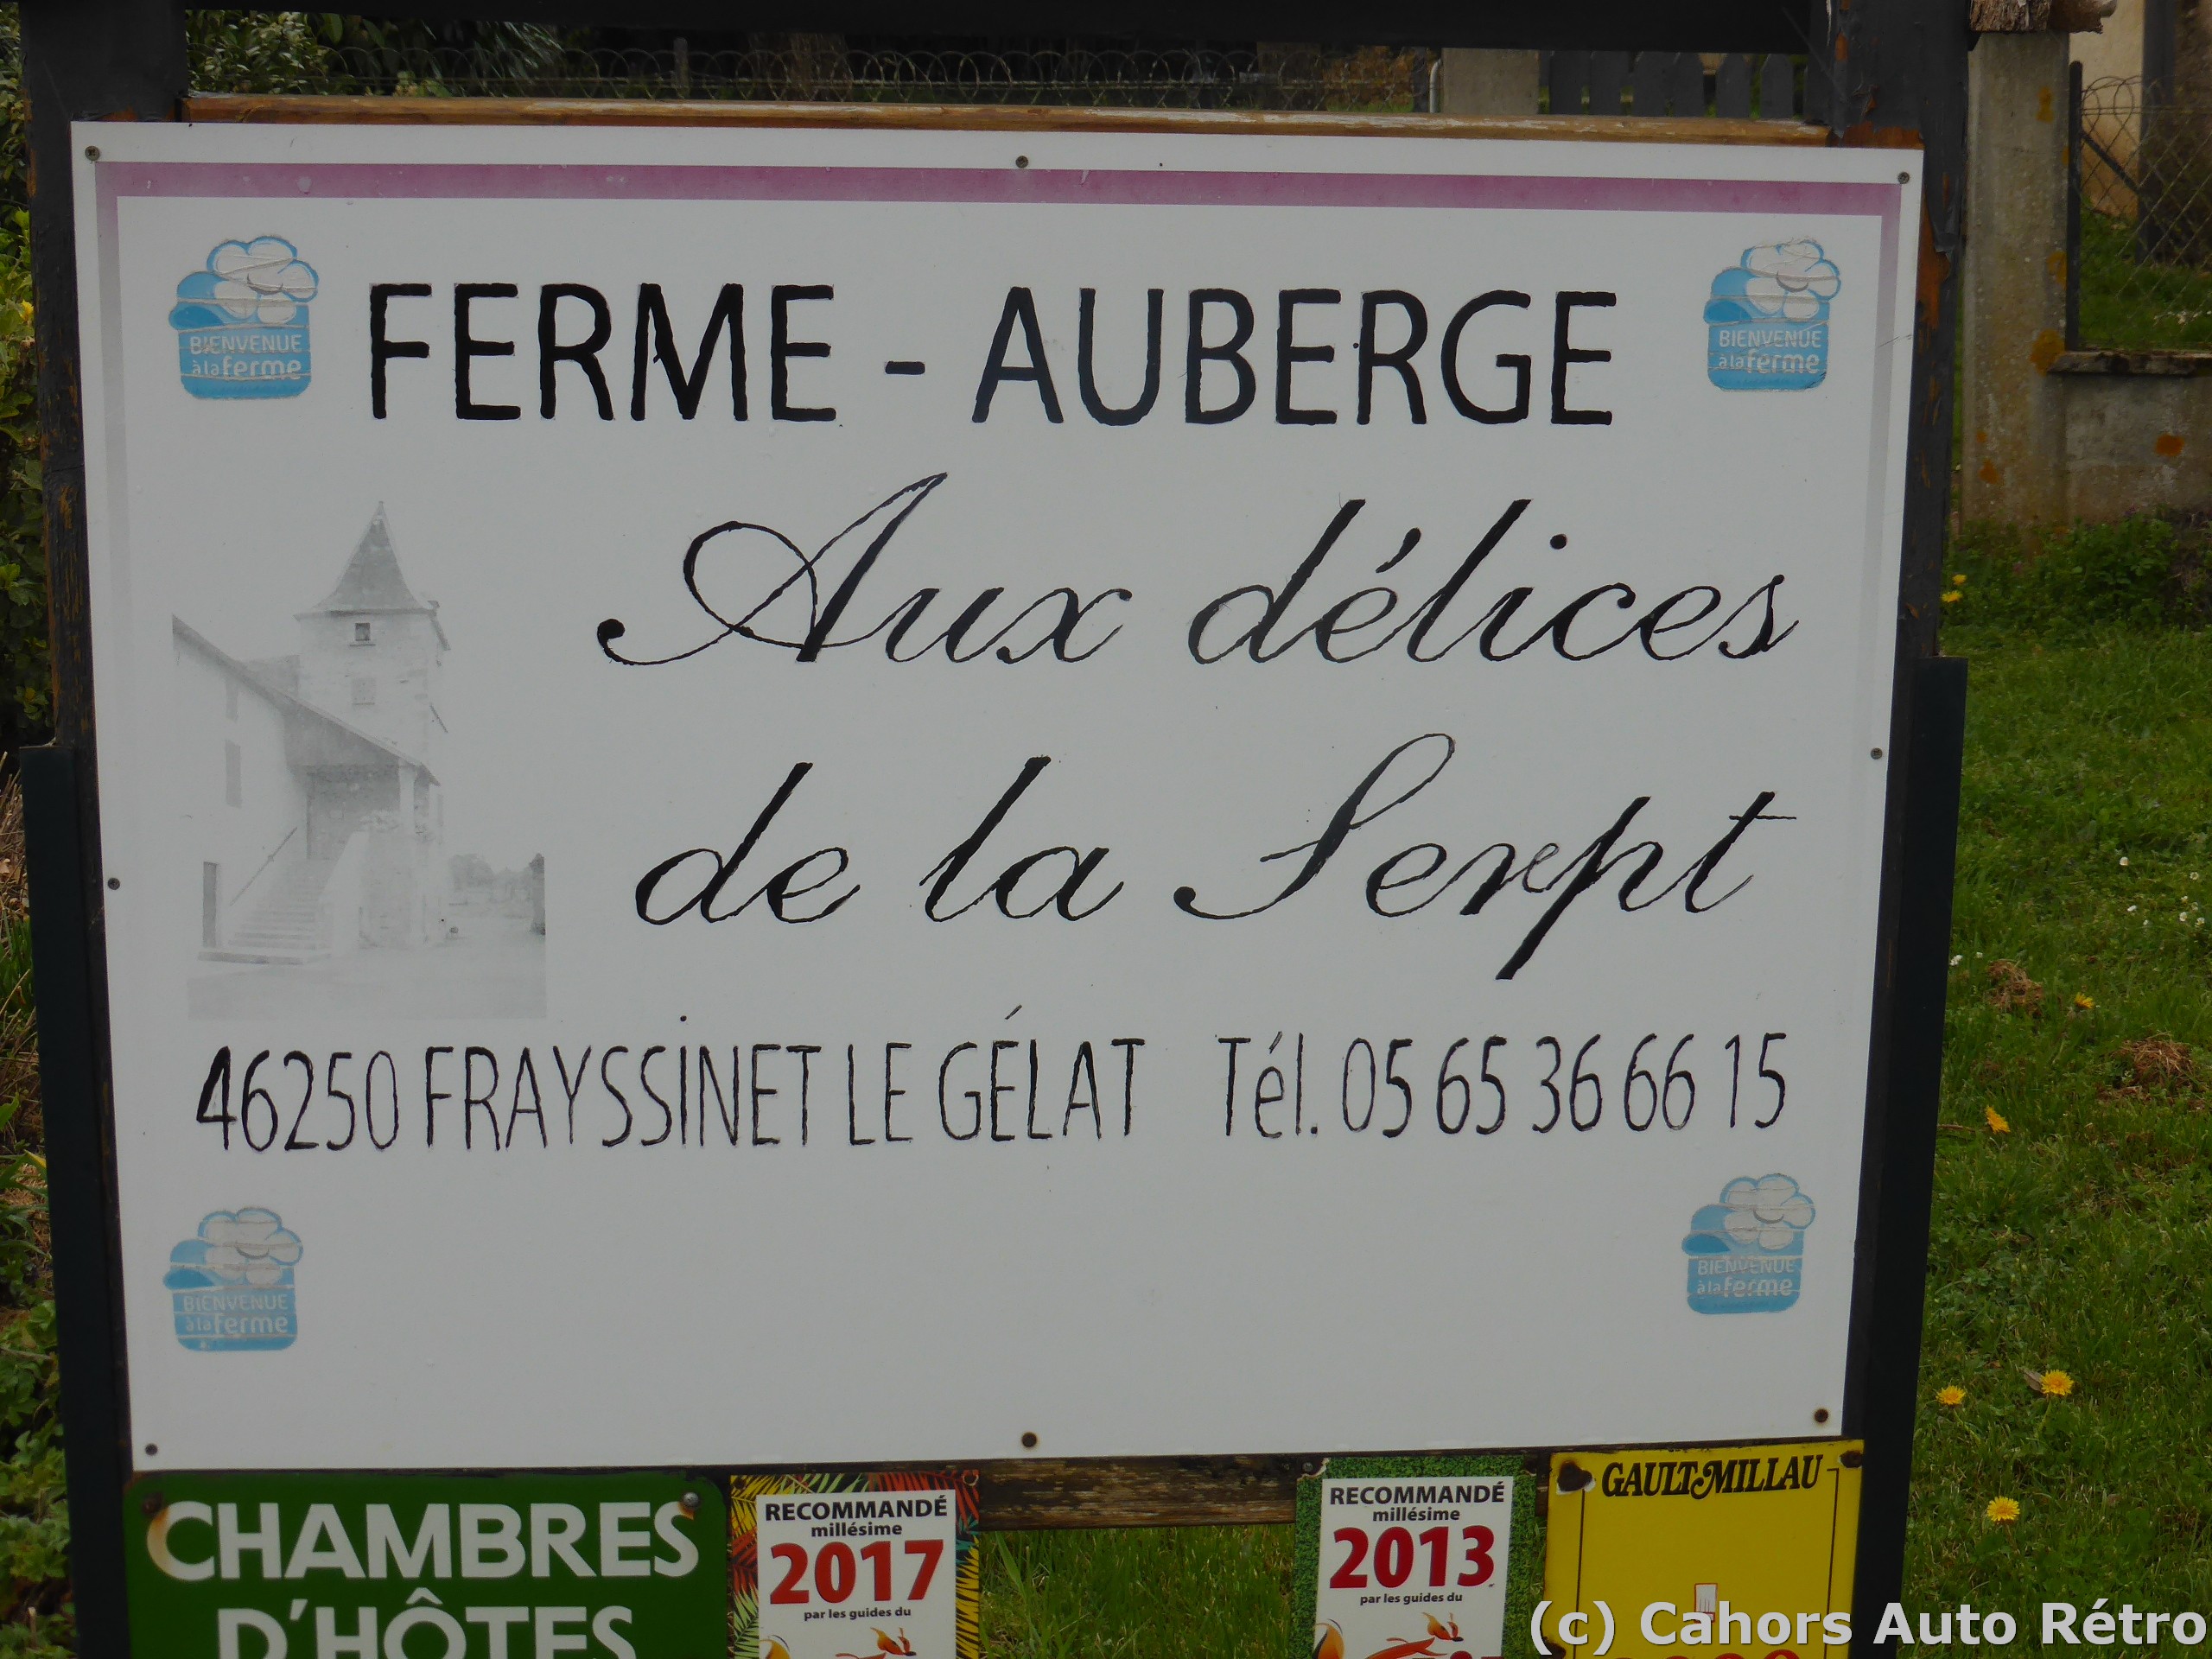 BIENVENUE
à la ferme
FERME - AUBERGE
BIENVENUE
à la ferme
Aux délices
de la Serpt
46250 FRAYSSINET LE GÉLAT Tél. 05 65 36 66 15
BIENVENUE
à la ferme
BIENVENUE
à la ferme
CHAMBRES
D'HÔTES
RECOMMANDÉ
millésime
2017
par les guides du
RECOMMANDÉ
millésime
2013
par les guides du
GAULTMILLAU
(c) Cahors Auto Rétro